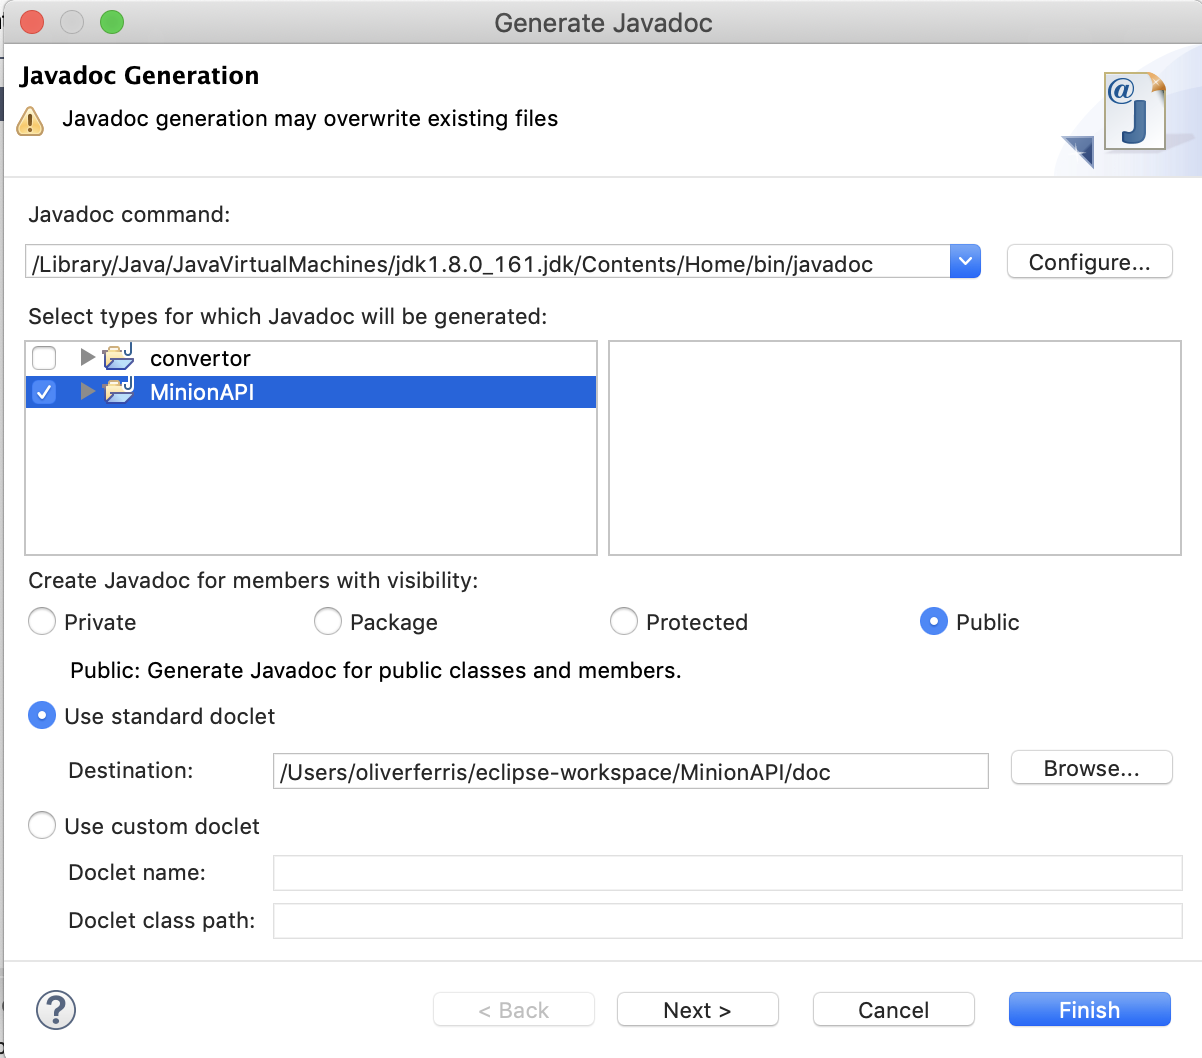 Generate Javadoc
Javadoc Generation
Javadoc generation may overwrite existing files
@J
Javadoc command:
/Library/Java/JavaVirtualMachines/jdk1.8.0_161.jdk/Contents/Home/bin/javadoc
Configure...
Select types for which Javadoc will be generated:
convertor
MinionAPI
Create Javadoc for members with visibility:
Private Package Protected Public
Public: Generate Javadoc for public classes and members.
Use standard doclet
Destination: /Users/oliverferris/eclipse-workspace/MinionAPI/doc Browse...
Use custom doclet
Doclet name:
Doclet class path:
? < Back Next > Cancel Finish